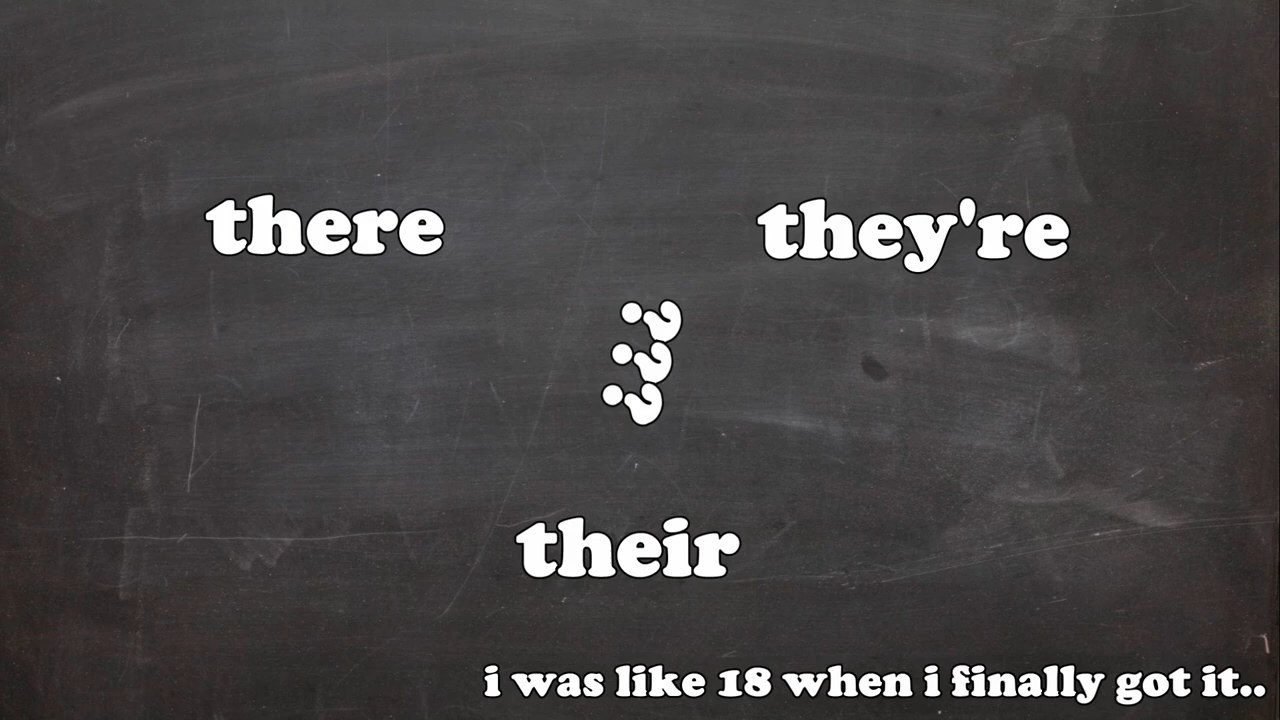 there
they're
???
their
i was like 18 when i finally got it..